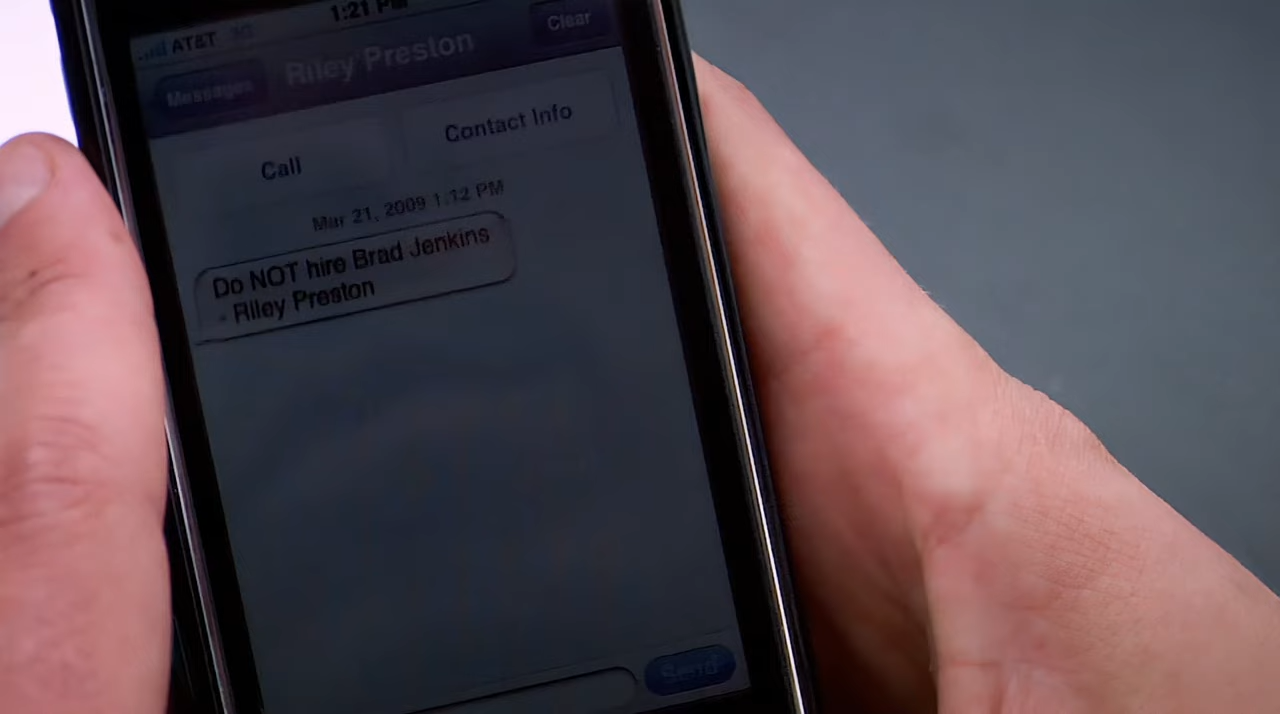 1:21 PM
AT&T 3G
Riley Preston
Clear
Messages
Call
Contact Info
Mar 21, 2009 1:12 PM
Do NOT hire Brad Jenkins
- Riley Preston
Send